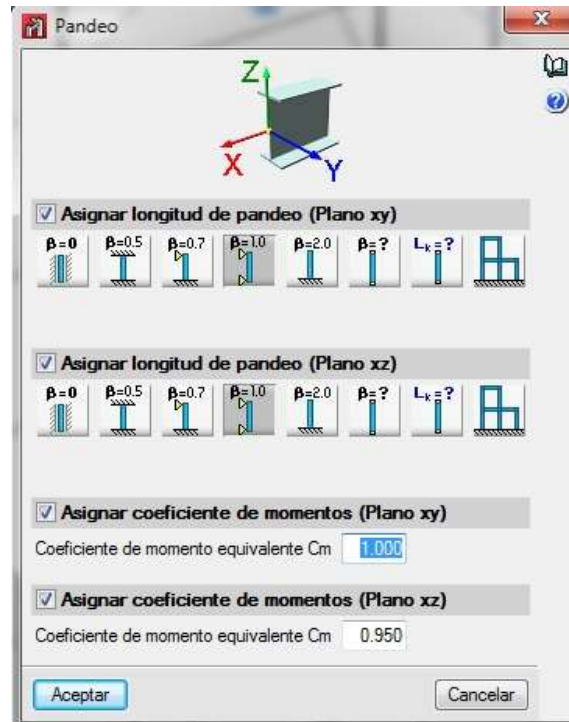 Pandeo
Z
X
Y
Asignar longitud de pandeo (Plano xy)
β=0 β=0.5 β=0.7 β=1.0 β=2.0 β=? Lk=?
Asignar longitud de pandeo (Plano xz)
β=0 β=0.5 β=0.7 β=1.0 β=2.0 β=? Lk=?
Asignar coeficiente de momentos (Plano xy)
Coeficiente de momento equivalente Cm 1.000
Asignar coeficiente de momentos (Plano xz)
Coeficiente de momento equivalente Cm 0.950
Aceptar Cancelar